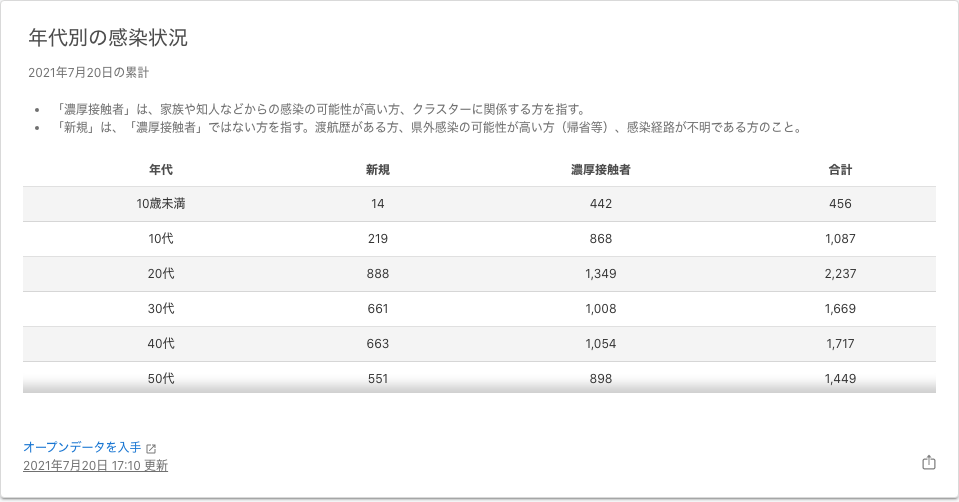 年代別の感染状況
2021年7月20日の累計
• 「濃厚接触者」は、家族や知人などからの感染の可能性が高い方、クラスターに関係する方を指す。
• 「新規」は、「濃厚接触者」ではない方を指す。渡航歴がある方、県外感染の可能性が高い方（帰省等）、感染経路が不明である方のこと。
年代 新規 濃厚接触者 合計
10歳未満 14 442 456
10代 219 868 1,087
20代 888 1,349 2,237
30代 661 1,008 1,669
40代 663 1,054 1,717
50代 551 898 1,449
オープンデータを入手
2021年7月20日 17:10 更新